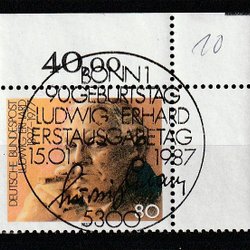 40,00
10
BONN 1
90.GEBURTSTAG
LUDWIG ERHARD
ERSTAUSGABETAG
15.01 1987
5300
DEUTSCHE BUNDESPOST
LUDWIG ERHARD
80